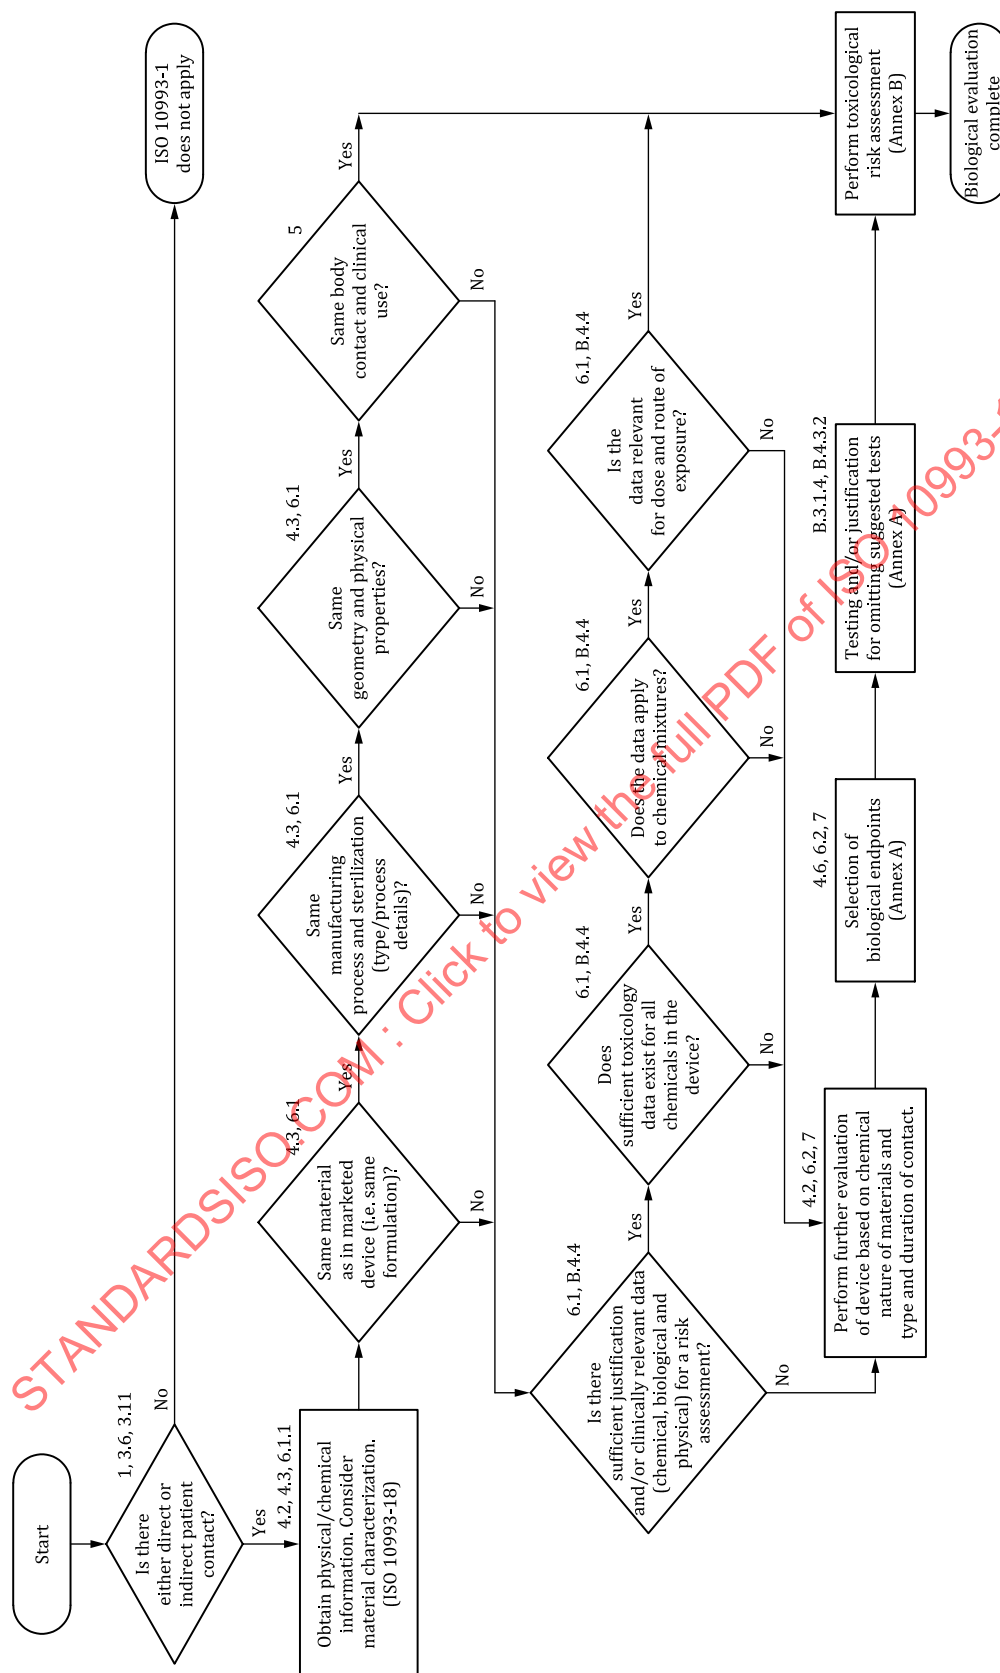 Start
Is there
either direct or
indirect patient
contact?
1, 3.6, 3.11
No
ISO 10993-1
does not apply
Yes
4.2, 4.3, 6.1.1
Obtain physical/chemical
information. Consider
material characterization.
(ISO 10993-18)
4.3, 6.1
Same material
as in marketed
device (i.e. same
formulation)?
Yes
No
4.3, 6.1
Same
manufacturing
process and sterilization
(type/process
details)?
Yes
No
4.3, 6.1
Same
geometry and physical
properties?
Yes
No
5
Same body
contact and clinical
use?
Yes
No
6.1, B.4.4
Is there
sufficient justification
and/or clinically relevant data
(chemical, biological and
physical) for a risk
assessment?
Yes
No
6.1, B.4.4
Does
sufficient toxicology
data exist for all
chemicals in the
device?
Yes
No
6.1, B.4.4
Does the data apply
to chemical mixtures?
Yes
No
6.1, B.4.4
Is the
data relevant
for dose and route of
exposure?
Yes
No
4.2, 6.2, 7
Perform further evaluation
of device based on chemical
nature of materials and
type and duration of contact.
4.6, 6.2, 7
Selection of
biological endpoints
(Annex A)
B.3.1.4, B.4.3.2
Testing and/or justification
for omitting suggested tests
(Annex A)
Perform toxicological
risk assessment
(Annex B)
Biological evaluation
complete
STANDARDSISO.COM : Click to view the full PDF of ISO 10993-